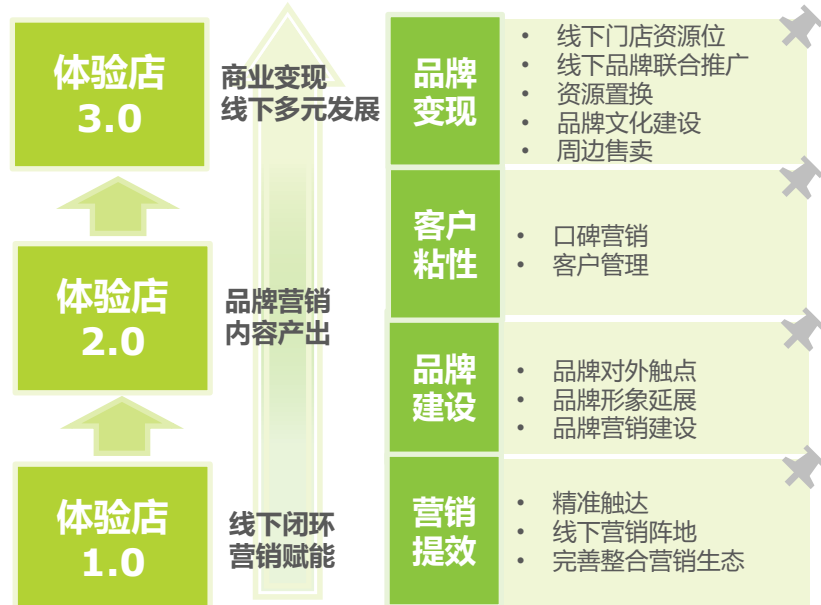 体验店
3.0
商业变现
线下多元发展
体验店
2.0
品牌营销
内容产出
体验店
1.0
线下闭环
营销赋能
品牌
变现
• 线下门店资源位
• 线下品牌联合推广
• 资源置换
• 品牌文化建设
• 周边售卖
客户
粘性
• 口碑营销
• 客户管理
品牌
建设
• 品牌对外触点
• 品牌形象延展
• 品牌营销建设
营销
提效
• 精准触达
• 线下营销阵地
• 完善整合营销生态